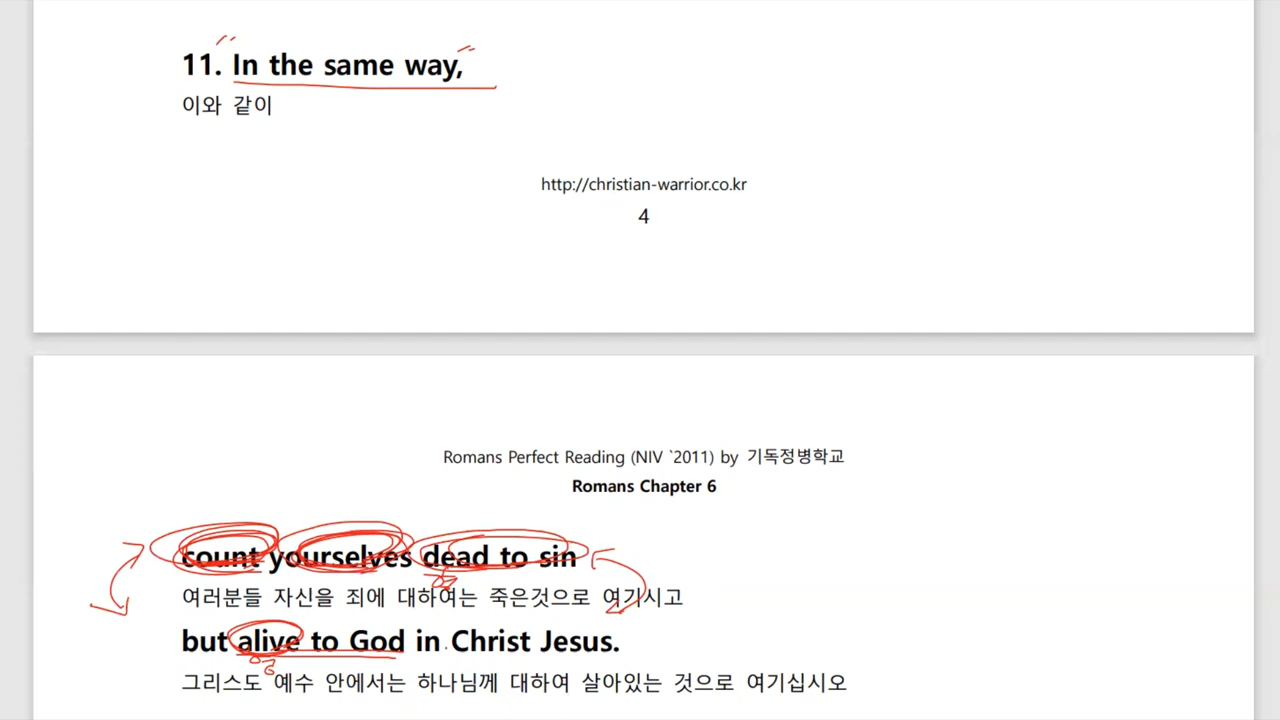 11. In the same way,
이와 같이
http://christian-warrior.co.kr
4
Romans Perfect Reading (NIV `2011) by 기독정병학교
Romans Chapter 6
count yourselves dead to sin
여러분들 자신을 죄에 대하여는 죽은것으로 여기시고
but alive to God in Christ Jesus.
그리스도 예수 안에서는 하나님께 대하여 살아있는 것으로 여기십시오